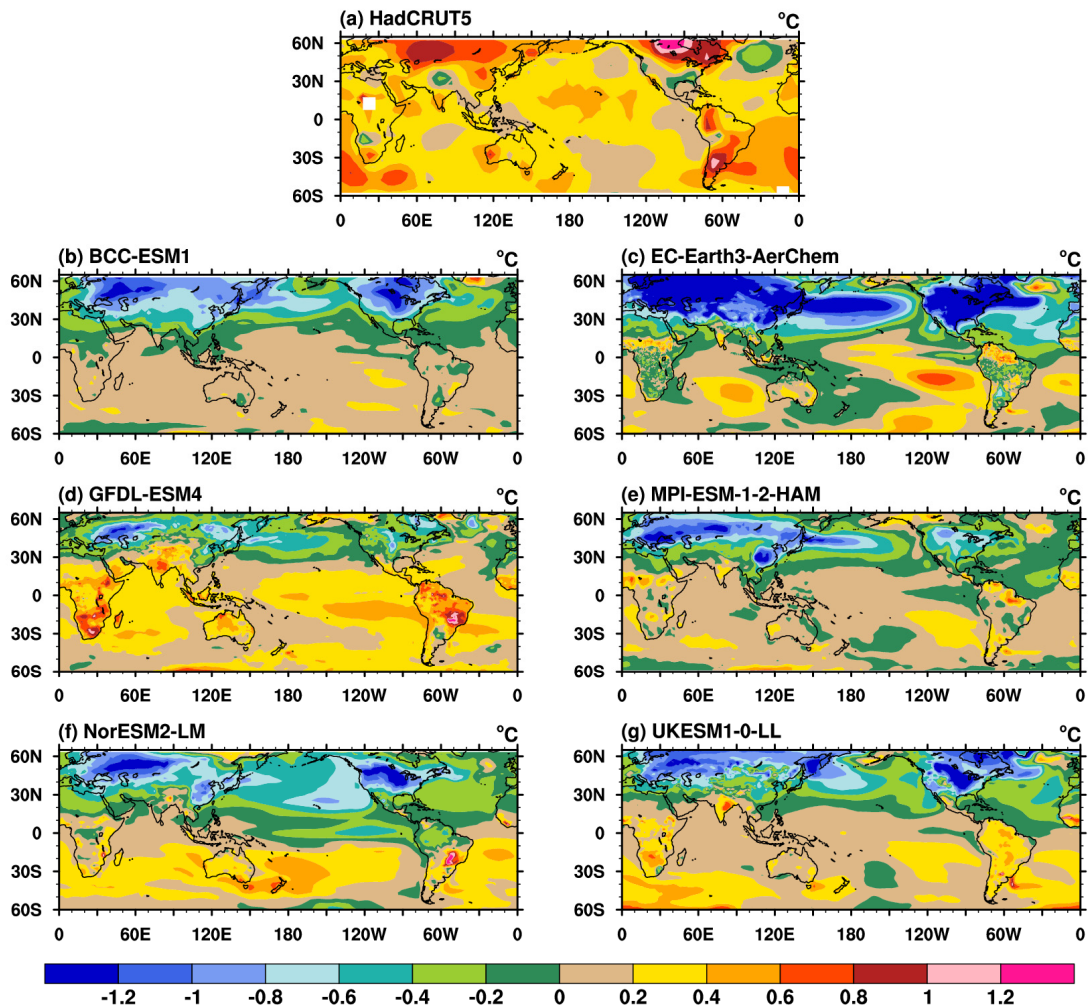 (a) HadCRUT5 °C
60N
30N
0
30S
60S
0 60E 120E 180 120W 60W 0
(b) BCC-ESM1 °C
60N
30N
0
30S
60S
0 60E 120E 180 120W 60W 0
(c) EC-Earth3-AerChem °C
60N
30N
0
30S
60S
0 60E 120E 180 120W 60W 0
(d) GFDL-ESM4 °C
60N
30N
0
30S
60S
0 60E 120E 180 120W 60W 0
(e) MPI-ESM-1-2-HAM °C
60N
30N
0
30S
60S
0 60E 120E 180 120W 60W 0
(f) NorESM2-LM °C
60N
30N
0
30S
60S
0 60E 120E 180 120W 60W 0
(g) UKESM1-0-LL °C
60N
30N
0
30S
60S
0 60E 120E 180 120W 60W 0
-1.2 -1 -0.8 -0.6 -0.4 -0.2 0 0.2 0.4 0.6 0.8 1 1.2